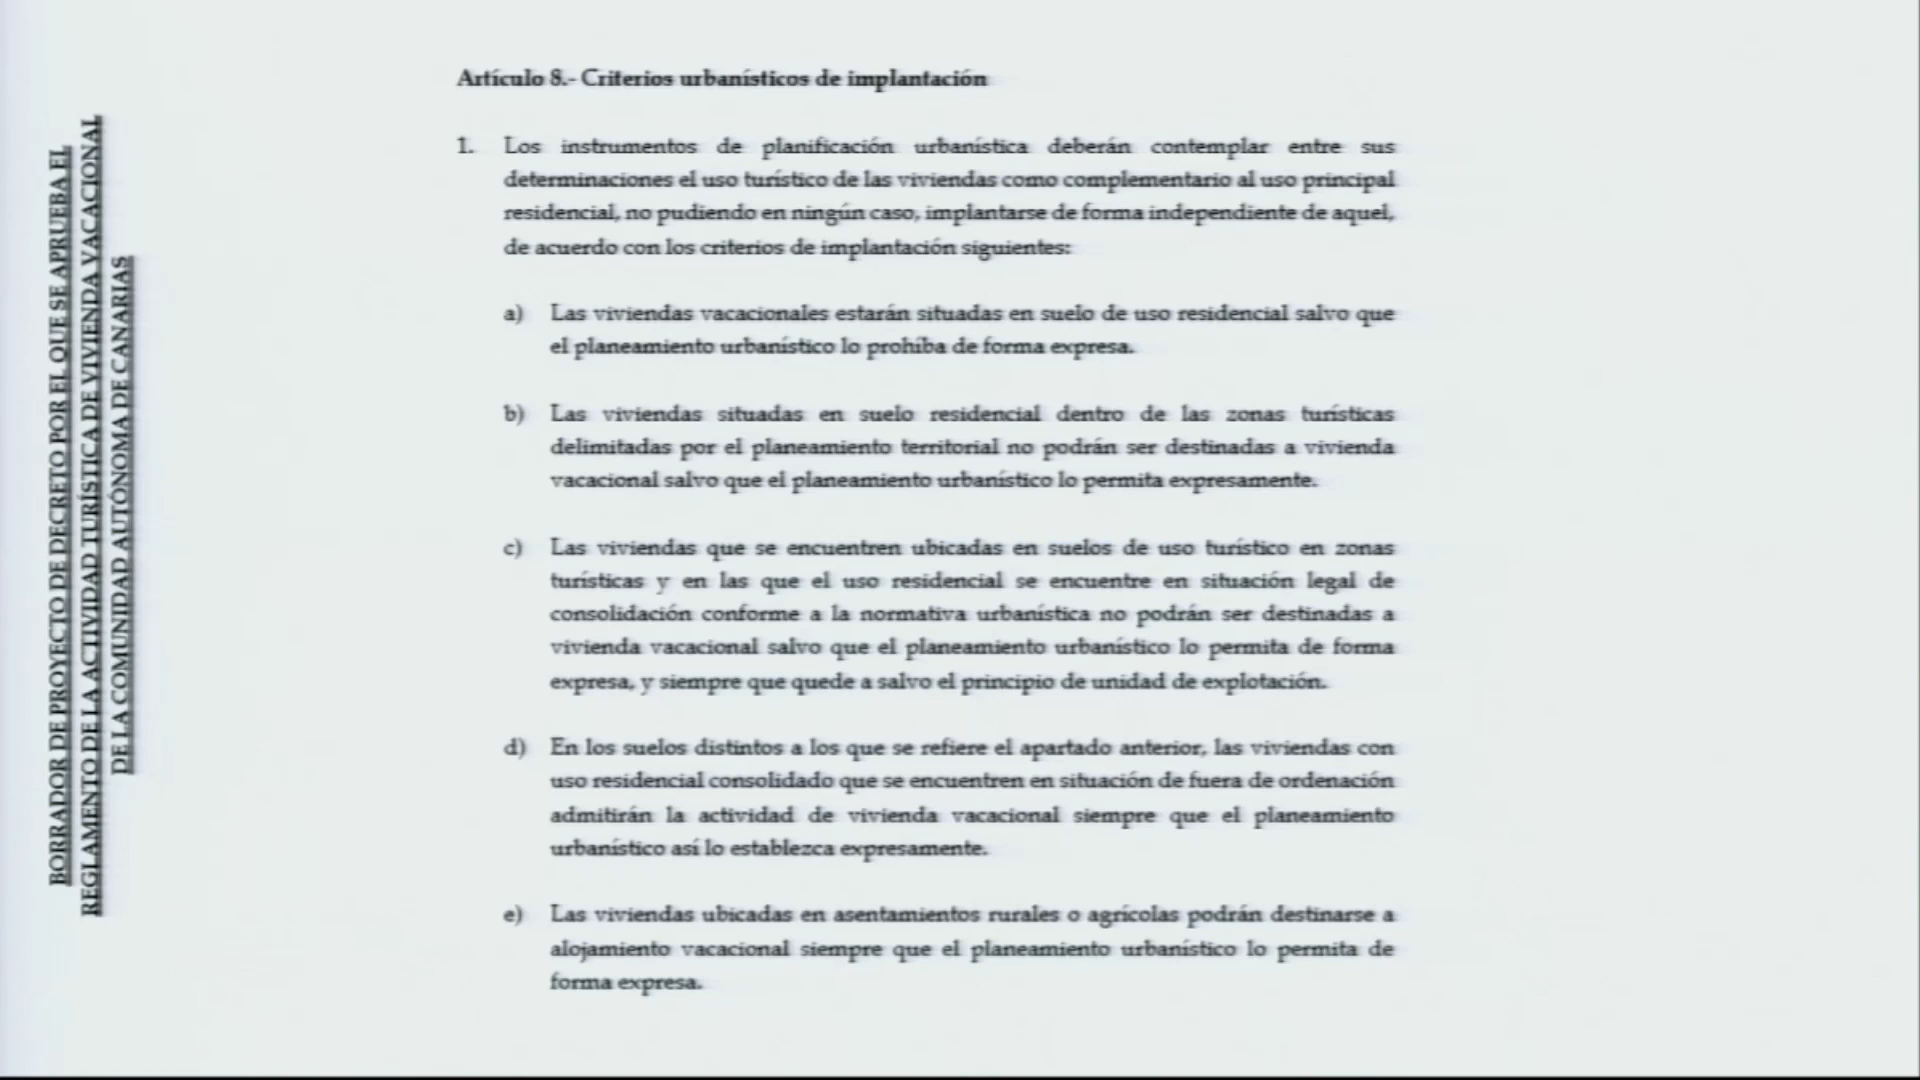 BORRADOR DE PROYECTO DE DECRETO POR EL QUE SE APRUEBA EL
REGLAMENTO DE LA ACTIVIDAD TURÍSTICA DE VIVIENDA VACACIONAL
DE LA COMUNIDAD AUTÓNOMA DE CANARIAS
Artículo 8.- Criterios urbanísticos de implantación
1. Los instrumentos de planificación urbanística deberán contemplar entre sus
determinaciones el uso turístico de las viviendas como complementario al uso principal
residencial, no pudiendo en ningún caso, implantarse de forma independiente de aquel,
de acuerdo con los criterios de implantación siguientes:
a) Las viviendas vacacionales estarán situadas en suelo de uso residencial salvo que
el planeamiento urbanístico lo prohíba de forma expresa.
b) Las viviendas situadas en suelo residencial dentro de las zonas turísticas
delimitadas por el planeamiento territorial no podrán ser destinadas a vivienda
vacacional salvo que el planeamiento urbanístico lo permita expresamente.
c) Las viviendas que se encuentren ubicadas en suelos de uso turístico en zonas
turísticas y en las que el uso residencial se encuentre en situación legal de
consolidación conforme a la normativa urbanística no podrán ser destinadas a
vivienda vacacional salvo que el planeamiento urbanístico lo permita de forma
expresa, y siempre que quede a salvo el principio de unidad de explotación.
d) En los suelos distintos a los que se refiere el apartado anterior, las viviendas con
uso residencial consolidado que se encuentren en situación de fuera de ordenación
admitirán la actividad de vivienda vacacional siempre que el planeamiento
urbanístico así lo establezca expresamente.
e) Las viviendas ubicadas en asentamientos rurales o agrícolas podrán destinarse a
alojamiento vacacional siempre que el planeamiento urbanístico lo permita de
forma expresa.